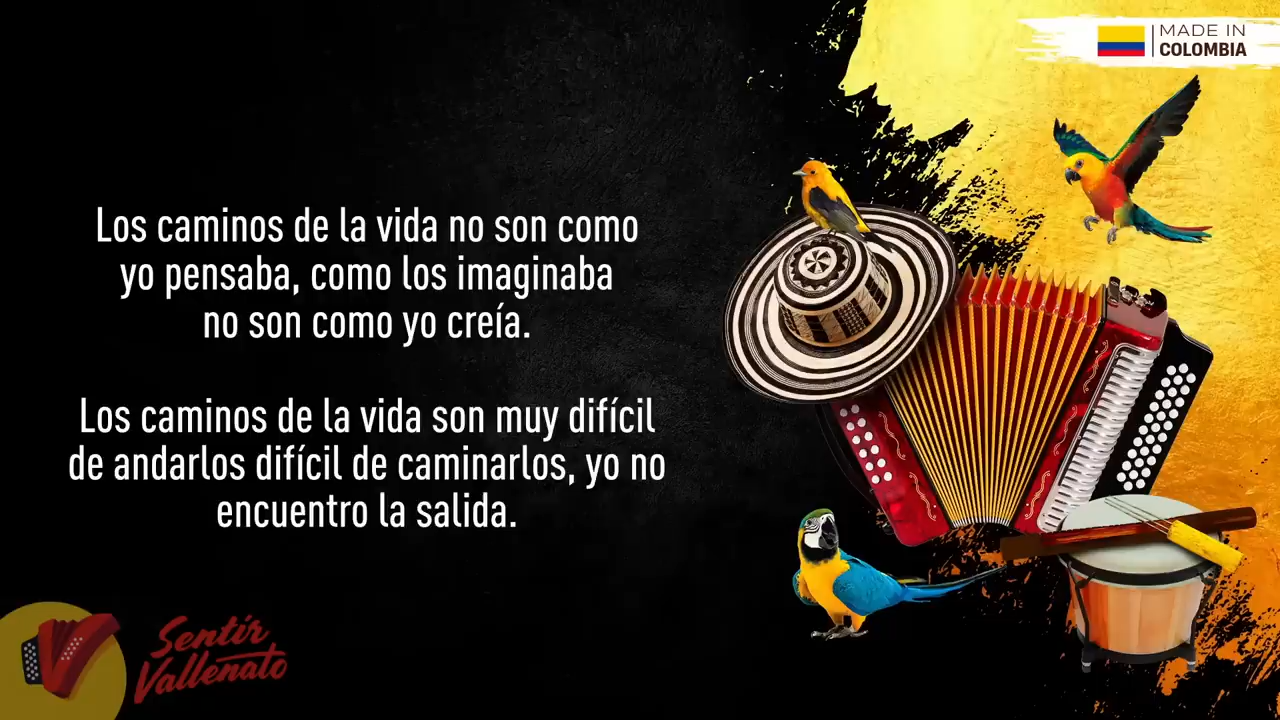 MADE IN
COLOMBIA
Los caminos de la vida no son como
yo pensaba, como los imaginaba
no son como yo creía.
Los caminos de la vida son muy difícil
de andarlos difícil de caminarlos, yo no
encuentro la salida.
Sentir
Vallenato